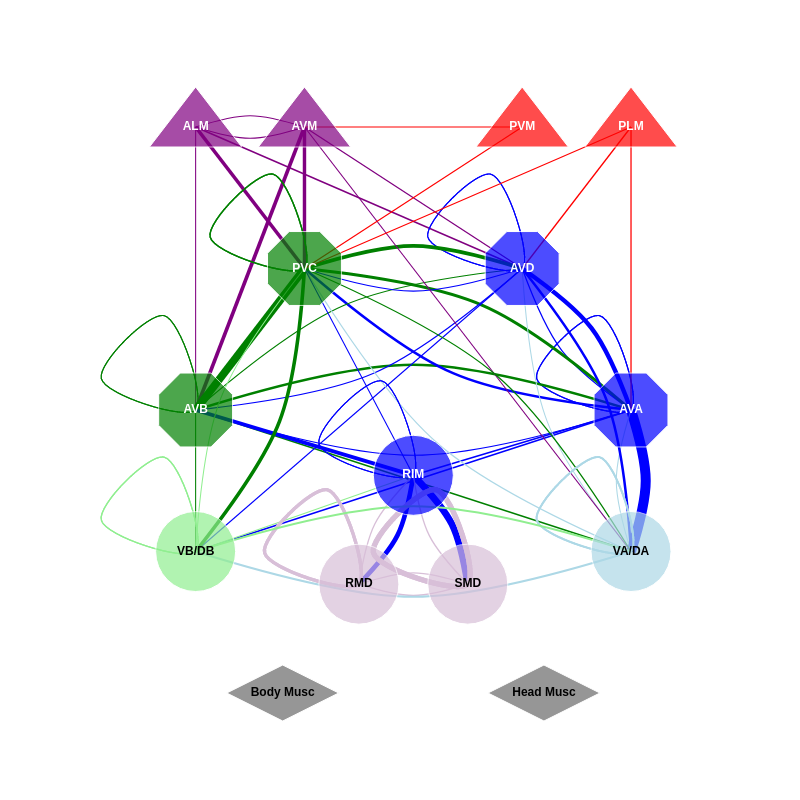 ALM AVM PVM PLM
PVC AVD
AVB AVA
RIM
VB/DB VA/DA
RMD SMD
Body Musc Head Musc